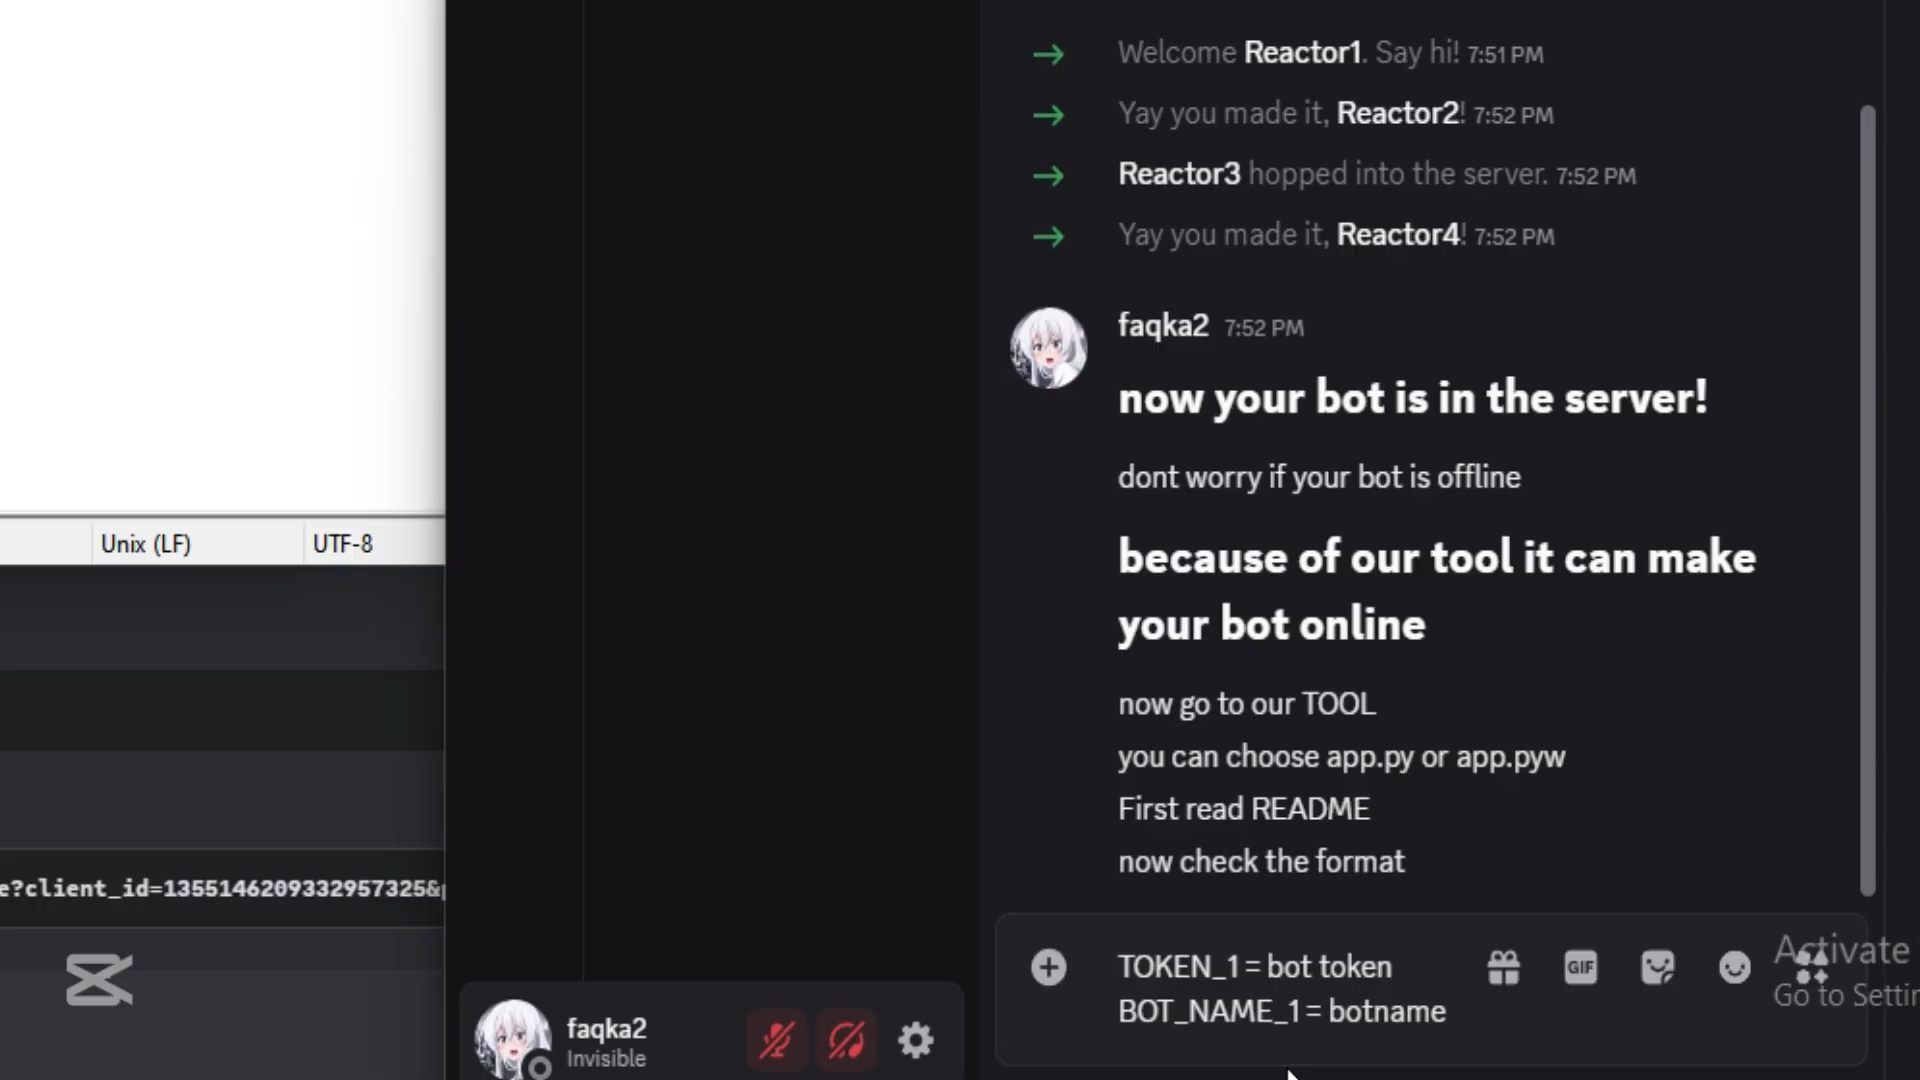 Welcome Reactor1. Say hi! 7:51 PM
Yay you made it, Reactor2! 7:52 PM
Reactor3 hopped into the server. 7:52 PM
Yay you made it, Reactor4! 7:52 PM
faqka2 7:52 PM
now your bot is in the server!
dont worry if your bot is offline
because of our tool it can make
your bot online
now go to our TOOL
you can choose app.py or app.pyw
First read README
now check the format
TOKEN_1 = bot token
BOT_NAME_1 = botname
GIF
Activate
Go to Settin
Unix (LF)
UTF-8
e?client_id=1355146209332957325&
faqka2
Invisible